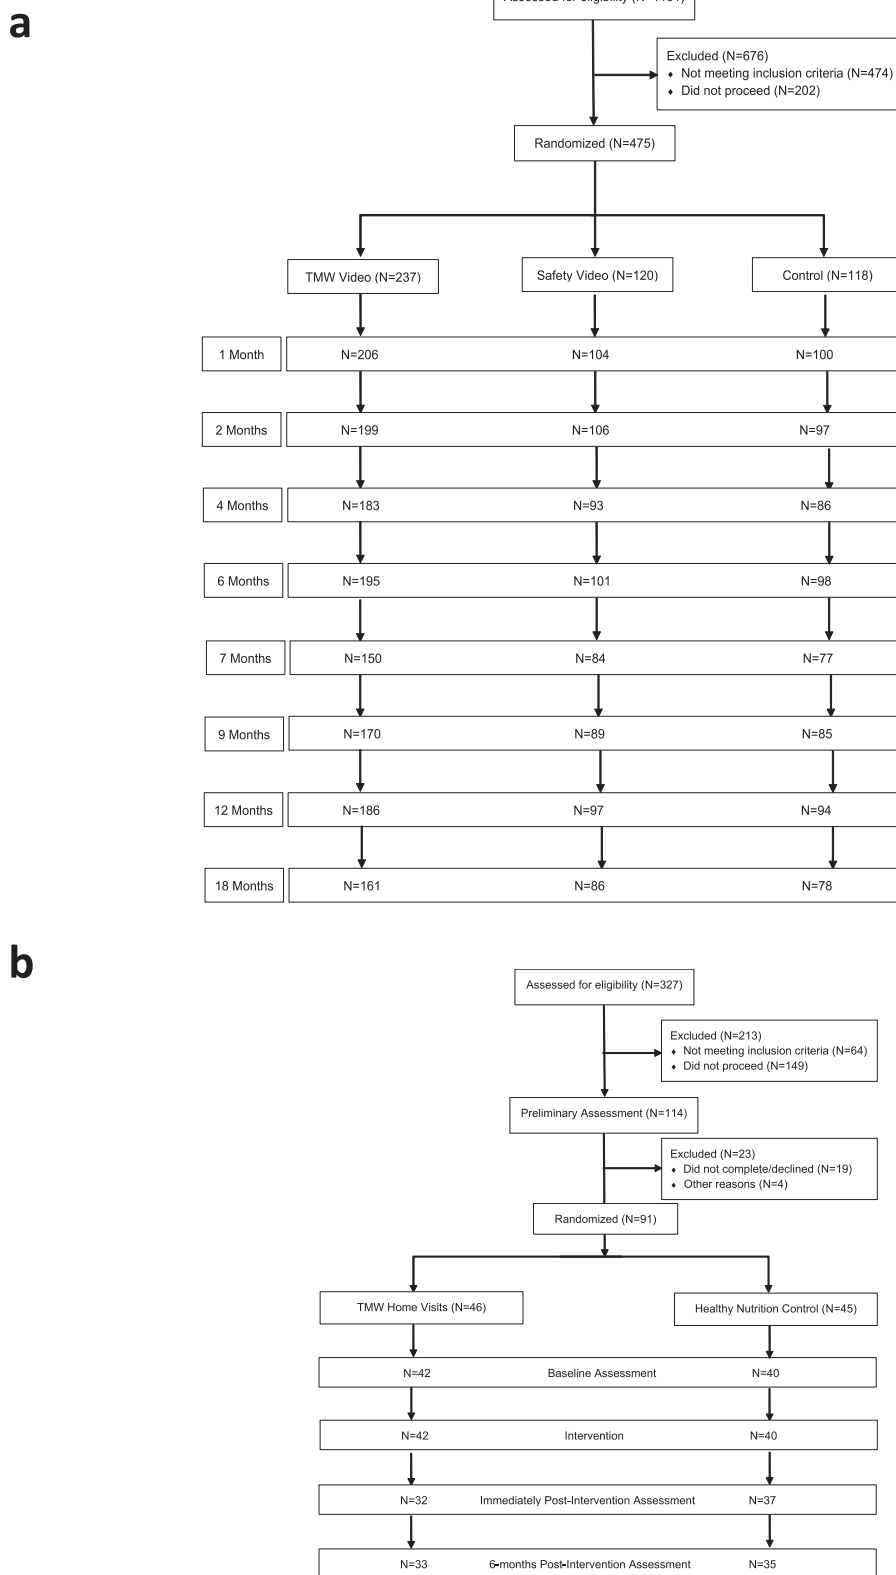 a
Excluded (N=676)
♦ Not meeting inclusion criteria (N=474)
♦ Did not proceed (N=202)
Randomized (N=475)
TMW Video (N=237)
Safety Video (N=120)
Control (N=118)
1 Month N=206 N=104 N=100
2 Months N=199 N=106 N=97
4 Months N=183 N=93 N=86
6 Months N=195 N=101 N=98
7 Months N=150 N=84 N=77
9 Months N=170 N=89 N=85
12 Months N=186 N=97 N=94
18 Months N=161 N=86 N=78
b
Assessed for eligibility (N=327)
Excluded (N=213)
♦ Not meeting inclusion criteria (N=64)
♦ Did not proceed (N=149)
Preliminary Assessment (N=114)
Excluded (N=23)
♦ Did not complete/declined (N=19)
♦ Other reasons (N=4)
Randomized (N=91)
TMW Home Visits (N=46)
Healthy Nutrition Control (N=45)
N=42 Baseline Assessment N=40
N=42 Intervention N=40
N=32 Immediately Post-Intervention Assessment N=37
N=33 6-months Post-Intervention Assessment N=35